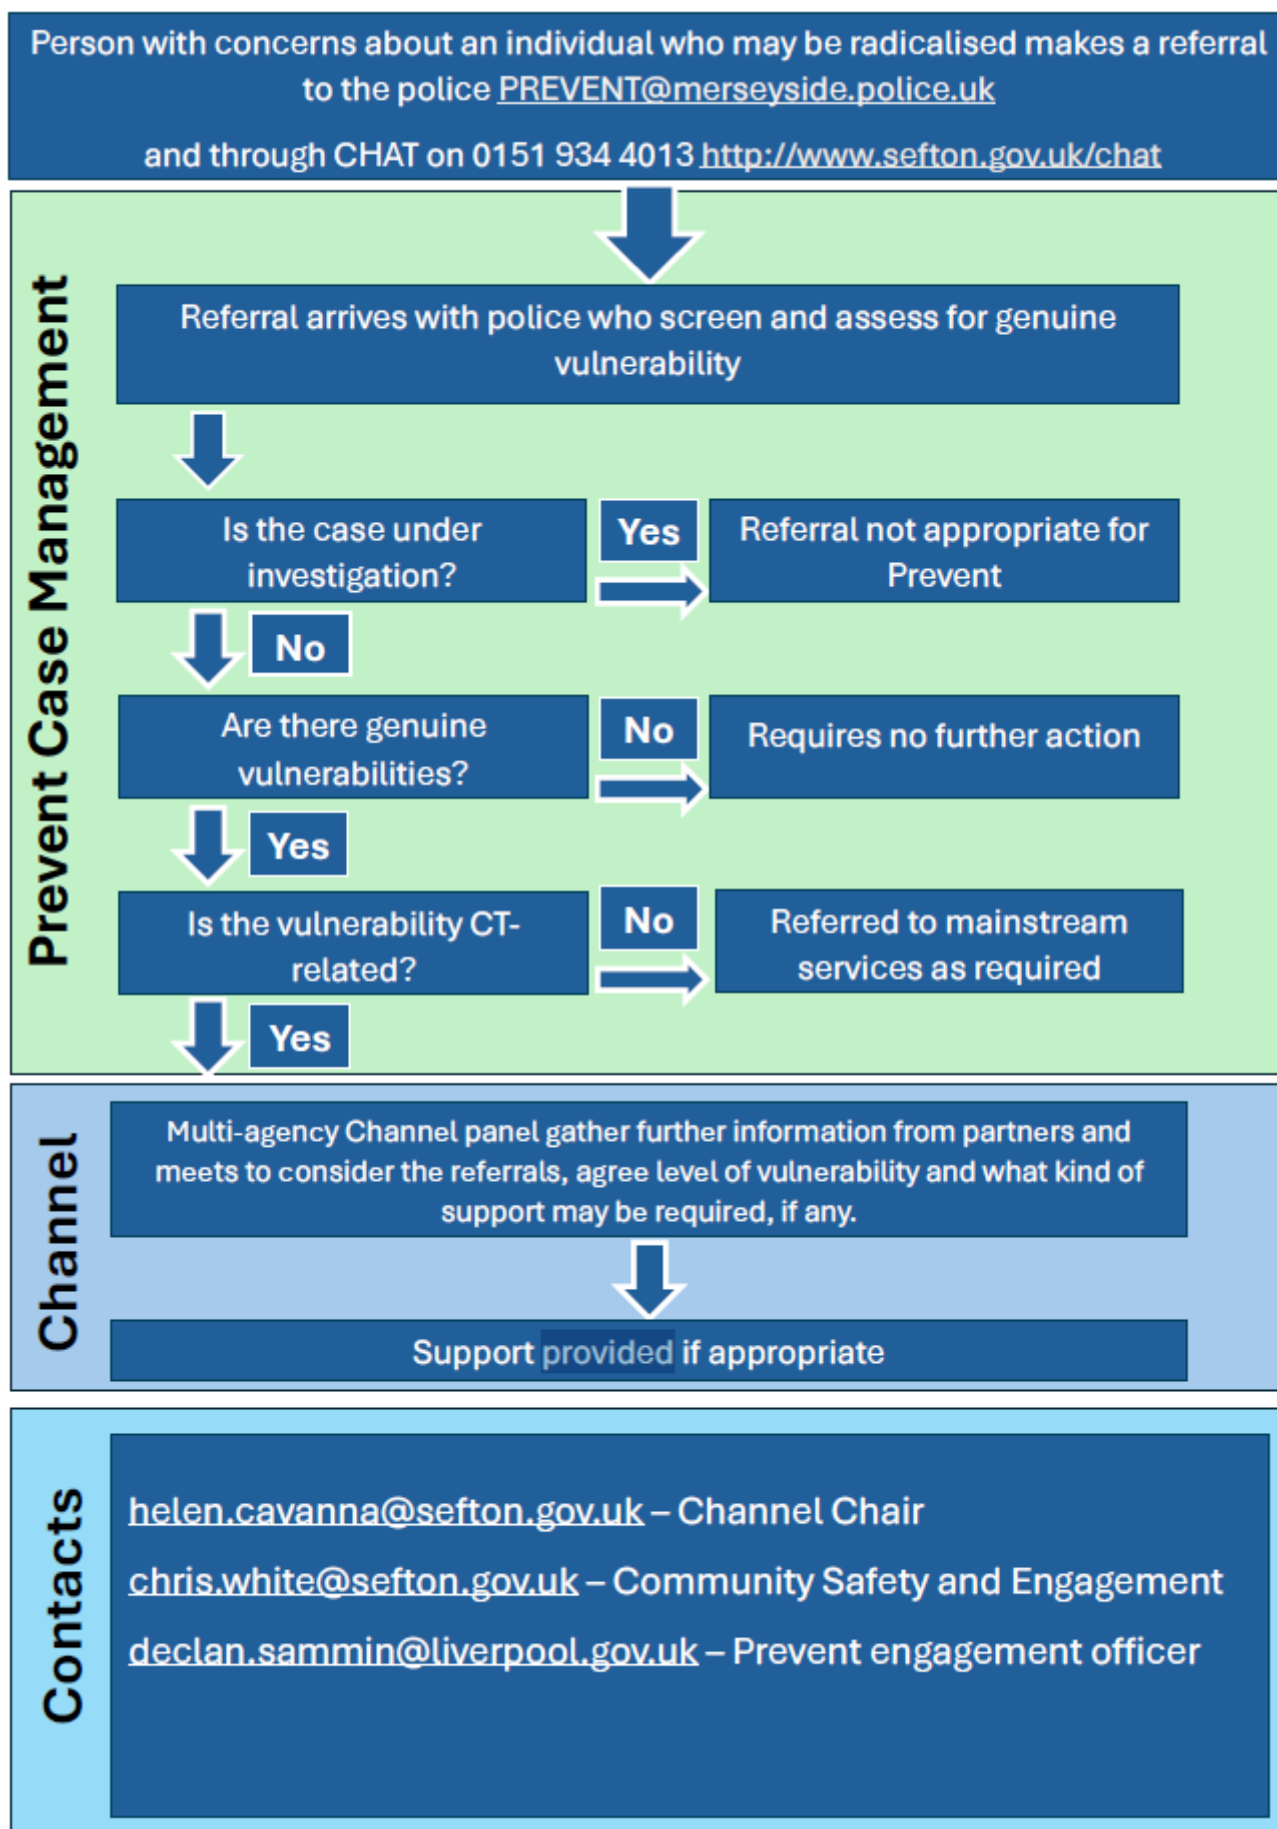 Person with concerns about an individual who may be radicalised makes a referral
to the police PREVENT@merseyside.police.uk
and through CHAT on 0151 934 4013 http://www.sefton.gov.uk/chat
Prevent Case Management
Referral arrives with police who screen and assess for genuine
vulnerability
Is the case under
investigation?
Yes
Referral not appropriate for
Prevent
No
Are there genuine
vulnerabilities?
No
Requires no further action
Yes
Is the vulnerability CT-
related?
No
Referred to mainstream
services as required
Yes
Channel
Multi-agency Channel panel gather further information from partners and
meets to consider the referrals, agree level of vulnerability and what kind of
support may be required, if any.
Support provided if appropriate
Contacts
helen.cavanna@sefton.gov.uk – Channel Chair
chris.white@sefton.gov.uk – Community Safety and Engagement
declan.sammin@liverpool.gov.uk – Prevent engagement officer